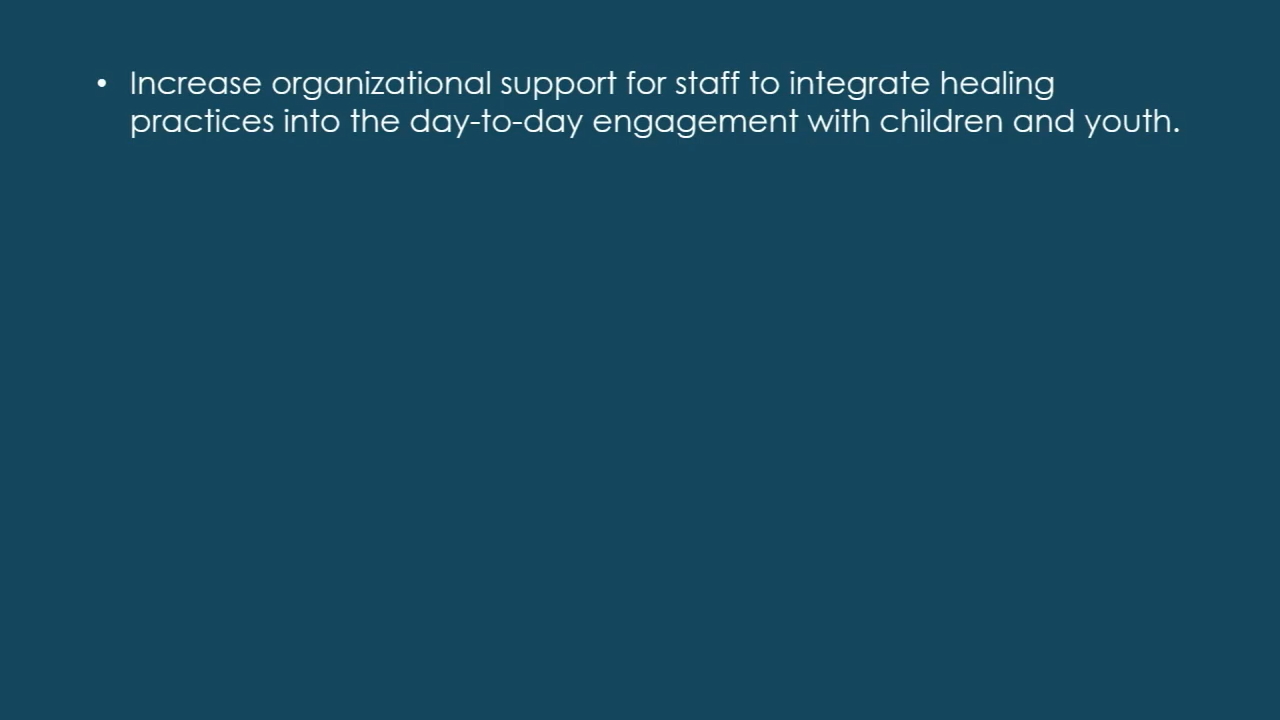 • Increase organizational support for staff to integrate healing
practices into the day-to-day engagement with children and youth.